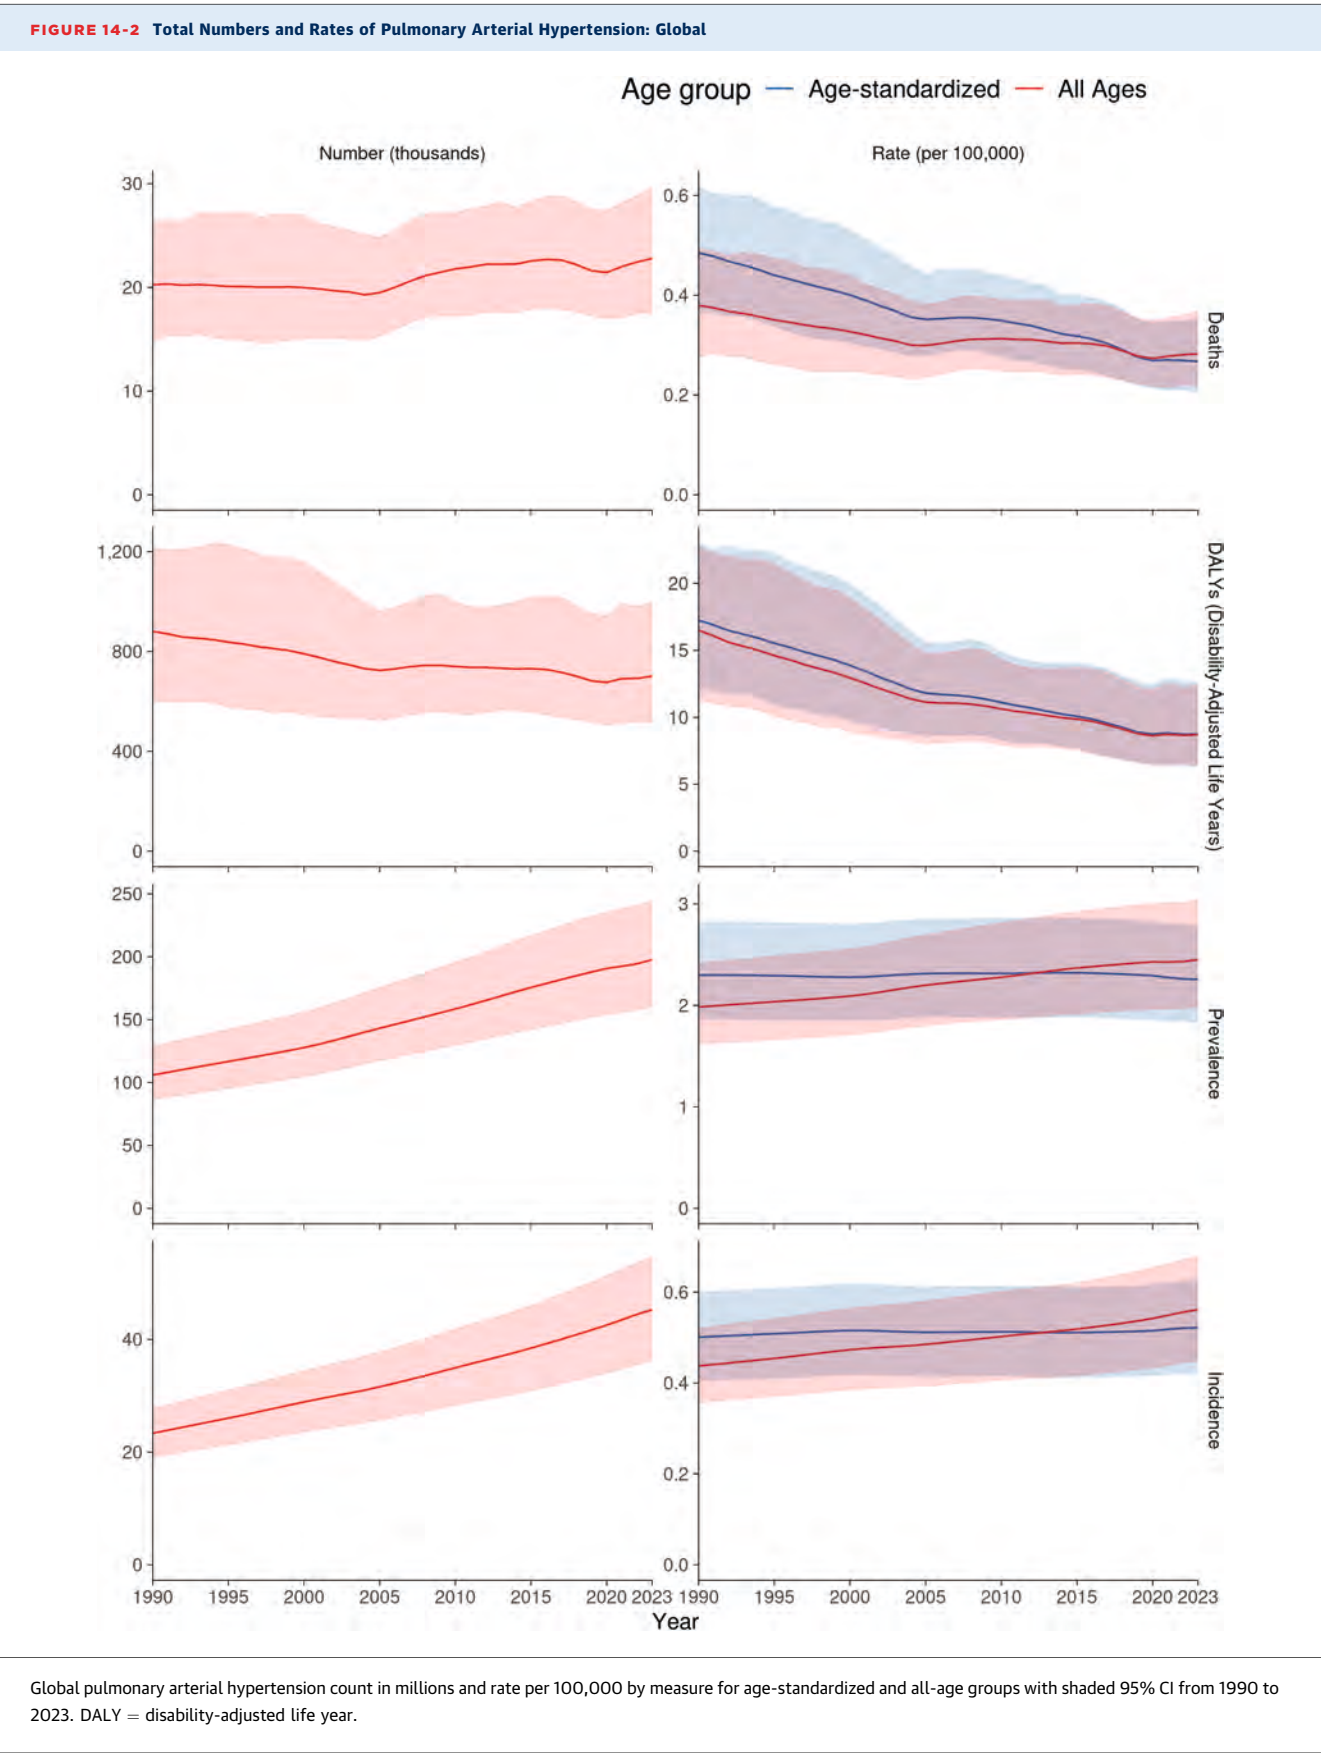 FIGURE 14-2 Total Numbers and Rates of Pulmonary Arterial Hypertension: Global
Age group Age-standardized All Ages
Number (thousands)
Rate (per 100,000)
30
20
10
0
0.6
0.4
0.2
0.0
Deaths
1,200
800
400
0
20
15
10
5
0
DALYs (Disability-Adjusted Life Years)
250
200
150
100
50
0
3
2
1
0
Prevalence
40
20
0
0.6
0.4
0.2
0.0
Incidence
1990 1995 2000 2005 2010 2015 2020 2023 1990 1995 2000 2005 2010 2015 2020 2023
Year
Global pulmonary arterial hypertension count in millions and rate per 100,000 by measure for age-standardized and all-age groups with shaded 95% CI from 1990 to
2023. DALY = disability-adjusted life year.